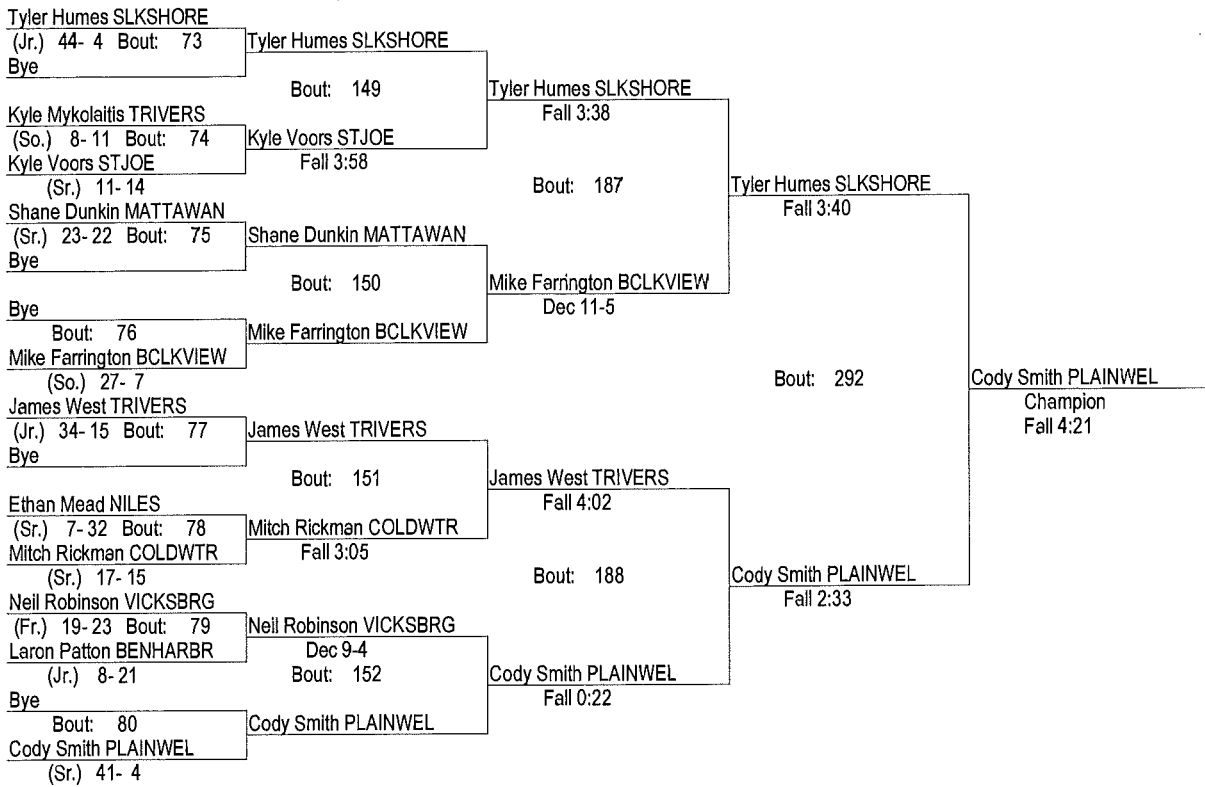 Tyler Humes SLKSHORE
(Jr.) 44- 4 Bout: 73
Bye
Kyle Mykolaitis TRIVERS
(So.) 8- 11 Bout: 74
Kyle Voors STJOE
(Sr.) 11- 14
Shane Dunkin MATTAWAN
(Sr.) 23- 22 Bout: 75
Bye
Bye
Bout: 76
Mike Farrington BCLKVIEW
(So.) 27- 7
James West TRIVERS
(Jr.) 34- 15 Bout: 77
Bye
Ethan Mead NILES
(Sr.) 7- 32 Bout: 78
Mitch Rickman COLDWTR
(Sr.) 17- 15
Neil Robinson VICKSBRG
(Fr.) 19- 23 Bout: 79
Laron Patton BENHARBR
(Jr.) 8- 21
Bye
Bout: 80
Cody Smith PLAINWEL
(Sr.) 41- 4
Tyler Humes SLKSHORE
Bout: 149
Kyle Voors STJOE
Fall 3:58
Shane Dunkin MATTAWAN
Bout: 150
Mike Farrington BCLKVIEW
James West TRIVERS
Bout: 151
Mitch Rickman COLDWTR
Fall 3:05
Neil Robinson VICKSBRG
Dec 9-4
Bout: 152
Cody Smith PLAINWEL
Tyler Humes SLKSHORE
Fall 3:38
Bout: 187
Mike Farrington BCLKVIEW
Dec 11-5
James West TRIVERS
Fall 4:02
Bout: 188
Cody Smith PLAINWEL
Fall 0:22
Tyler Humes SLKSHORE
Fall 3:40
Bout: 292
Cody Smith PLAINWEL
Fall 2:33
Cody Smith PLAINWEL
Champion
Fall 4:21